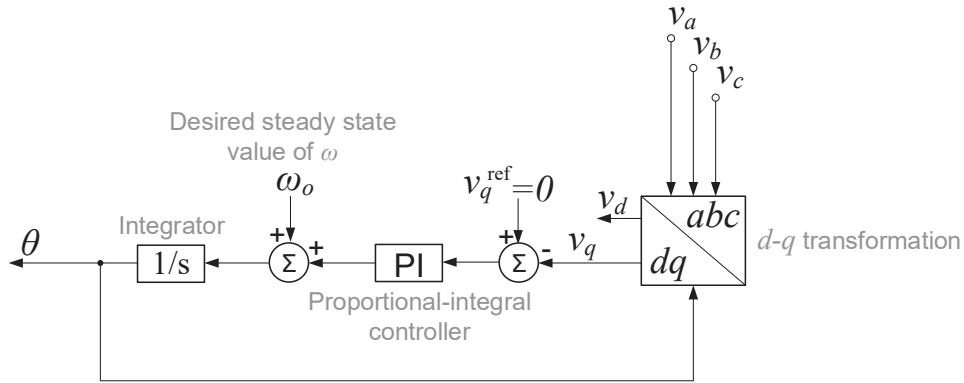 v_a
v_b
v_c
Desired steady state
value of ω
ω_o
v_q^ref=0
v_d
abc
Integrator
d-q transformation
θ
+
+
+
-
v_q
1/s
Σ
PI
Σ
dq
Proportional-integral
controller